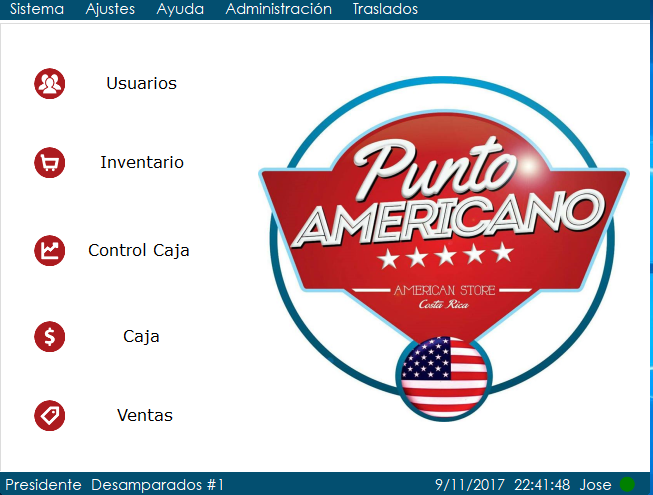 Sistema Ajustes Ayuda Administración Traslados
Usuarios
Inventario
Control Caja
Caja
Ventas
Punto
AMERICANO
AMERICAN STORE
Costa Rica
$
Presidente Desamparados #1 9/11/2017 22:41:48 Jose